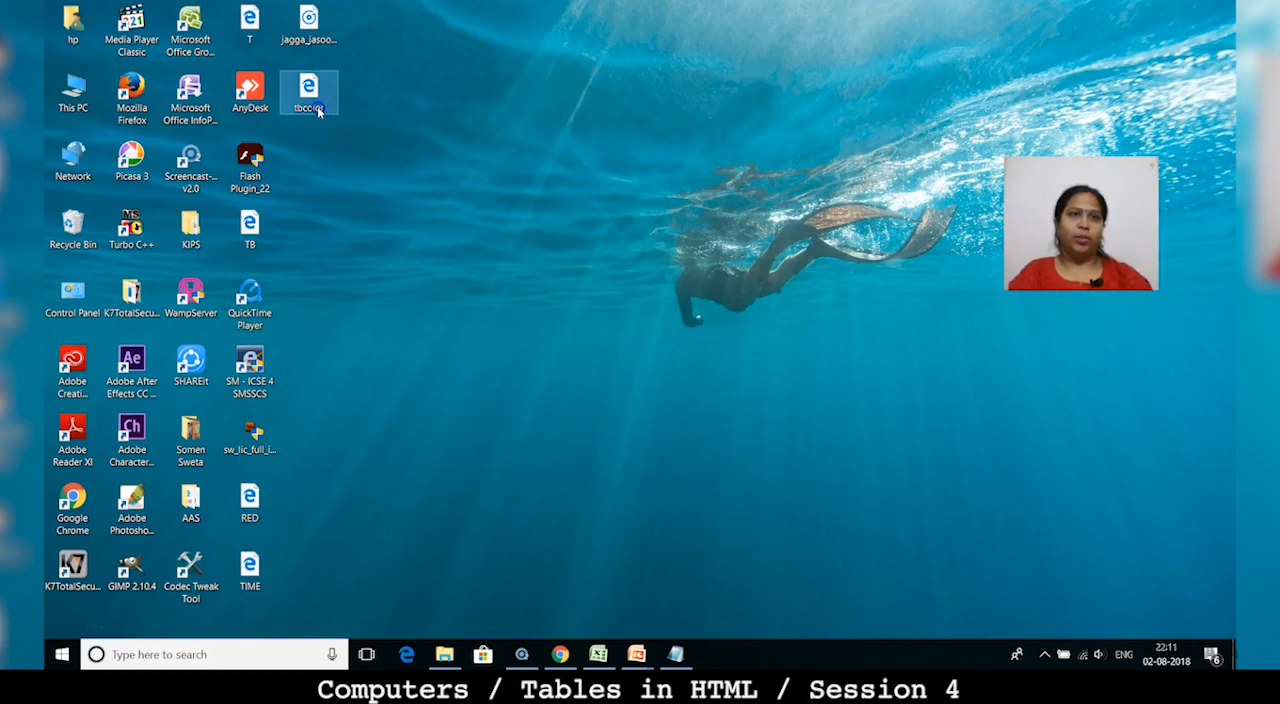 hp
Media Player
Classic
Microsoft
Office Gro...
T
jagga_jasoo...
This PC
Mozilla
Firefox
Microsoft
Office InfoP...
AnyDesk
Network
Picasa 3
Screencast-...
v2.0
Flash
Plugin_22
Recycle Bin
Turbo C++
KIPS
TB
Control Panel
K7TotalSecu...
WampServer
QuickTime
Player
Adobe
Creati...
Adobe After
Effects CC ...
SHAREit
SM - ICSE 4
SMSSCS
Adobe
Reader XI
Adobe
Character...
Somen
Sweta
sw_lic_full_i...
Google
Chrome
Adobe
Photosho...
AAS
RED
K7TotalSecu...
GIMP 2.10.4
Codec Tweak
Tool
TIME
Type here to search
ENG
22:11
02-08-2018
6
Computers / Tables in HTML / Session 4